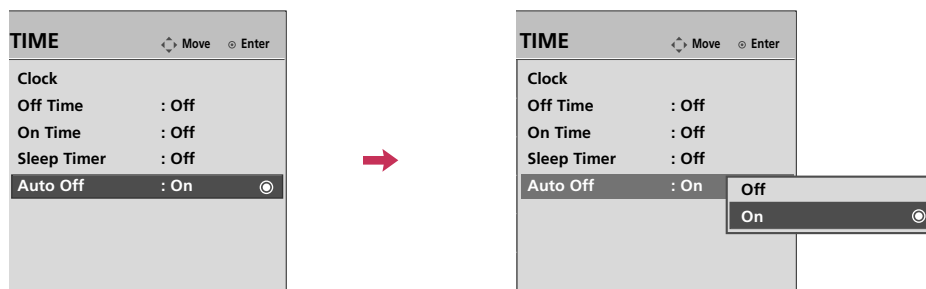 TIME Move Enter
Clock
Off Time : Off
On Time : Off
Sleep Timer : Off
Auto Off : On
TIME Move Enter
Clock
Off Time : Off
On Time : Off
Sleep Timer : Off
Auto Off : On
Off
On